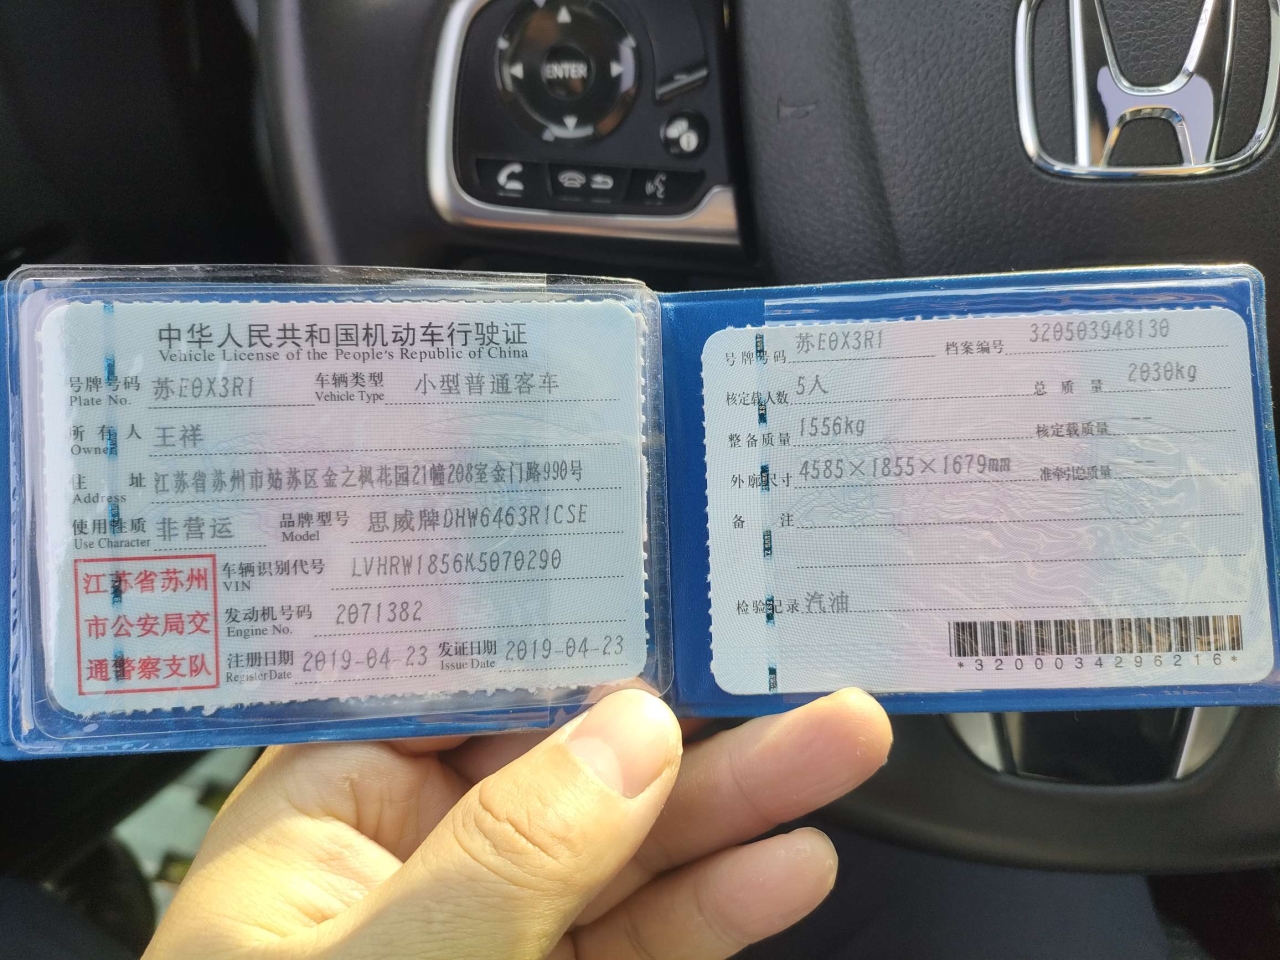 ENTER
中华人民共和国机动车行驶证
Vehicle License of the People's Republic of China
号牌号码 苏E0X3R1 车辆类型 小型普通客车
Plate No. Vehicle Type
所有人 王祥
Owner
住址 江苏省苏州市姑苏区金之枫花园21幢208室金门路990号
Address
使用性质 非营运 品牌型号 思威牌DHW6463R1CSE
Use Character Model
江苏省苏州
市公安局交
通警察支队
车辆识别代号 LVHRW1856K5070290
VIN
发动机号码 2071382
Engine No.
注册日期 2019-04-23 发证日期 2019-04-23
Register Date Issue Date
号牌号码 苏E0X3R1 档案编号 320503948130
核定载人数 5人 总质量 2030kg
整备质量 1556kg 核定载质量 --
外廓尺寸 4585×1855×1679mm 准牵引总质量 --
备注
检验记录 汽油
*3200034296216*